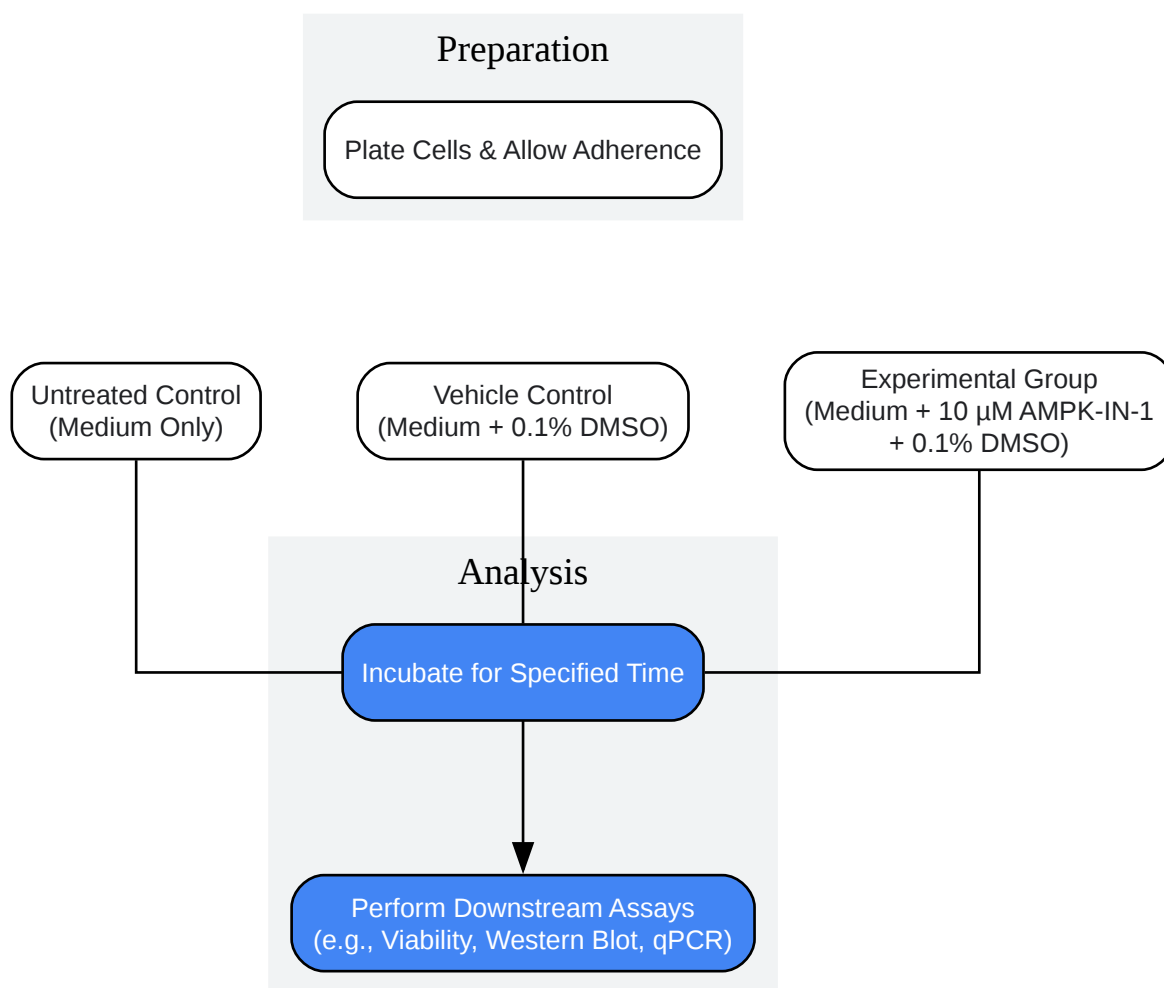 Preparation
Plate Cells & Allow Adherence
Untreated Control
(Medium Only)
Vehicle Control
(Medium + 0.1% DMSO)
Experimental Group
(Medium + 10 µM AMPK-IN-1
+ 0.1% DMSO)
Analysis
Incubate for Specified Time
Perform Downstream Assays
(e.g., Viability, Western Blot, qPCR)